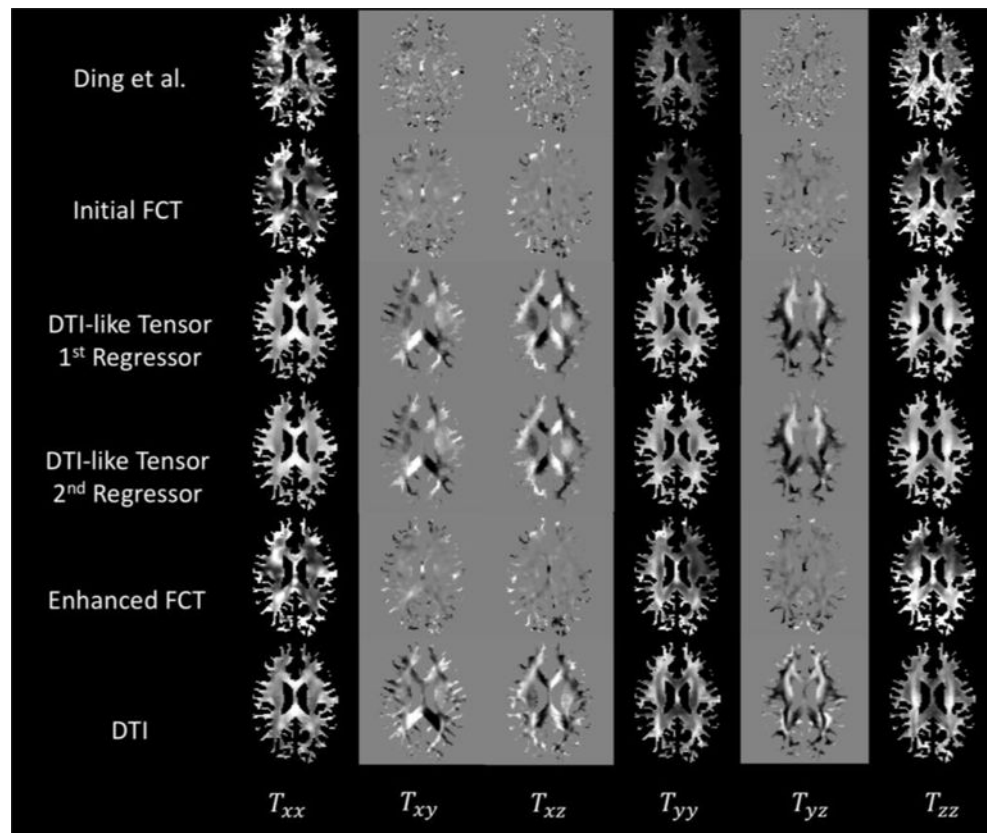 Ding et al.
Initial FCT
DTI-like Tensor
1st Regressor
DTI-like Tensor
2nd Regressor
Enhanced FCT
DTI
Txx Txy Txz Tyy Tyz Tzz